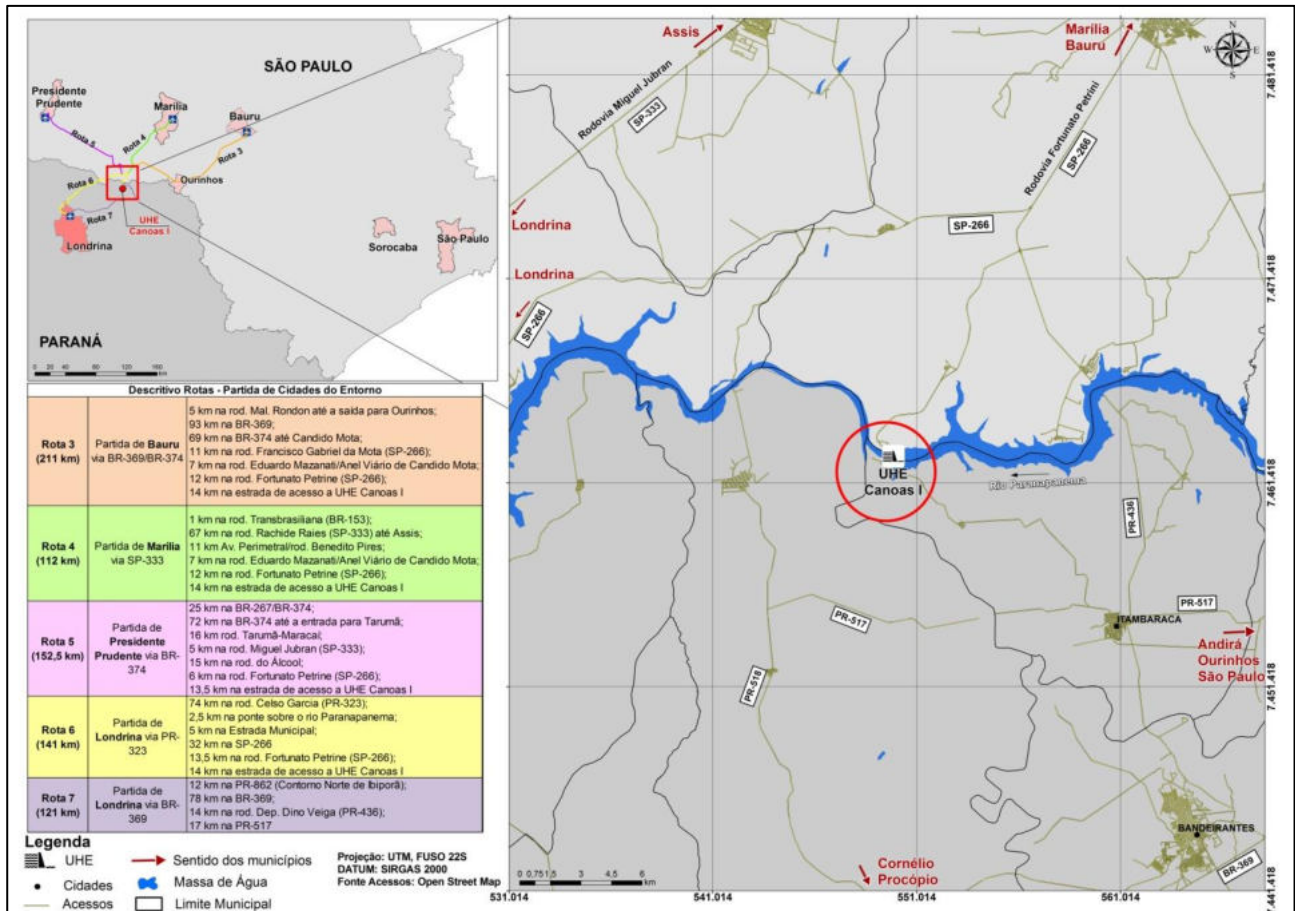 SÃO PAULO
Presidente
Prudente
Marília
Bauru
Rota 5
Rota 4
Rota 3
Rota 6
Ourinhos
Rota 7
UHE
Canoas I
Londrina
Sorocaba
São Paulo
PARANÁ
0 20 40 80 120 160
km
Descritivo Rotas - Partida de Cidades do Entorno
Rota 3
(211 km)
Partida de Bauru
via BR-369/BR-374
5 km na rod. Mal. Rondon até a saída para Ourinhos;
93 km na BR-369;
69 km na BR-374 até Candido Mota;
11 km na rod. Francisco Gabriel da Mota (SP-266);
7 km na rod. Eduardo Mazanati/Anel Viário de Candido Mota;
12 km na rod. Fortunato Petrine (SP-266);
14 km na estrada de acesso a UHE Canoas I
Rota 4
(112 km)
Partida de Marília
via SP-333
1 km na rod. Transbrasiliana (BR-153);
67 km na rod. Rachide Raies (SP-333) até Assis;
11 km Av. Perimetral/rod. Benedito Pires;
7 km na rod. Eduardo Mazanati/Anel Viário de Candido Mota;
12 km na rod. Fortunato Petrine (SP-266);
14 km na estrada de acesso a UHE Canoas I
Rota 5
(152,5 km)
Partida de
Presidente
Prudente via BR-
374
25 km na BR-267/BR-374;
72 km na BR-374 até a entrada para Tarumã;
16 km rod. Tarumã-Maracaí;
5 km na rod. Miguel Jubran (SP-333);
15 km na rod. do Álcool;
6 km na rod. Fortunato Petrine (SP-266);
13,5 km na estrada de acesso a UHE Canoas I
Rota 6
(141 km)
Partida de
Londrina via PR-
323
74 km na rod. Celso Garcia (PR-323);
2,5 km na ponte sobre o rio Paranapanema;
5 km na Estrada Municipal;
32 km na SP-266
13,5 km na rod. Fortunato Petrine (SP-266);
14 km na estrada de acesso a UHE Canoas I
Rota 7
(121 km)
Partida de
Londrina via BR-
369
12 km na PR-862 (Contorno Norte de Ibiporã);
78 km na BR-369;
14 km na rod. Dep. Dino Veiga (PR-436);
17 km na PR-517
Legenda
UHE
Cidades
Acessos
Sentido dos municípios
Massa de Água
Limite Municipal
Projeção: UTM, FUSO 22S
DATUM: SIRGAS 2000
Fonte Acessos: Open Street Map
Assis
Marília
Bauru
N
W E
S
Rodovia Miguel Jubran
SP-333
Rodovia Fortunato Petrini
SP-266
Londrina
SP-266
Londrina
SP-266
UHE
Canoas I
Rio Paranapanema
PR-436
PR-517
ITAMBARACA
PR-517
Andirá
Ourinhos
São Paulo
PR-518
BANDEIRANTES
BR-369
Cornélio
Procópio
0 0,75 1,5 3 4,5 6
km
531.014
541.014
551.014
561.014
7.481.418
7.471.418
7.461.418
7.451.418
7.441.418